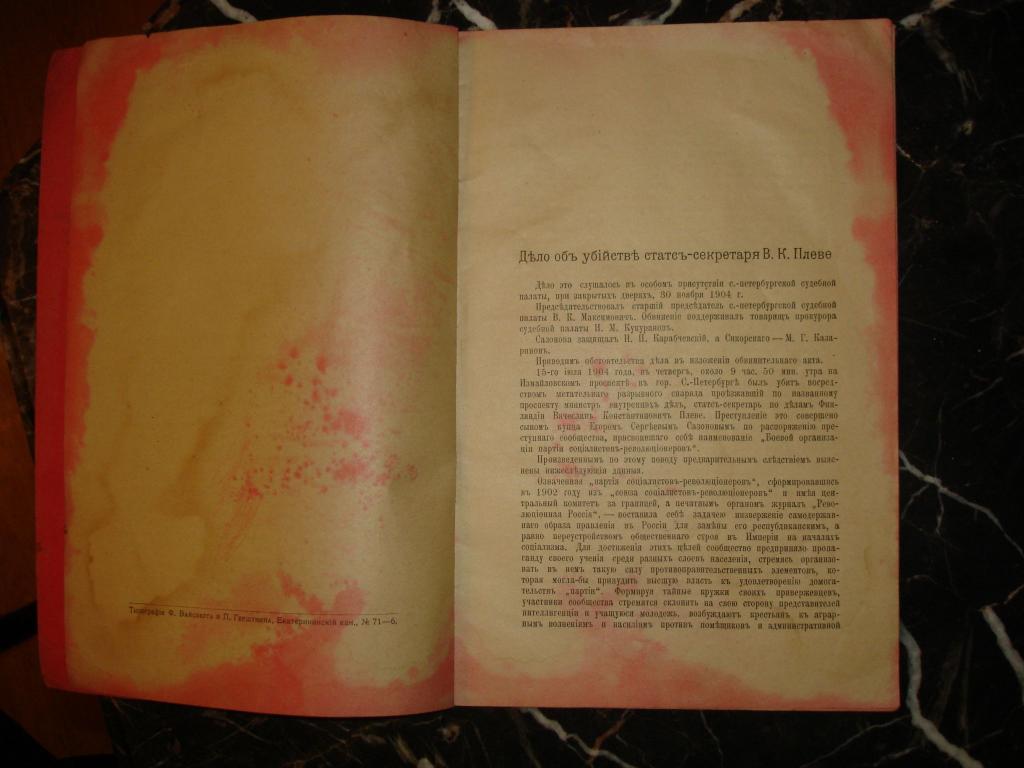 Типографія Ф. Вайсберга и П. Гершунина, Екатерининскій кан., № 71—6.
Дѣло объ убійствѣ статсъ-секретаря В. К. Плеве
Дѣло это слушалось въ особомъ присутствіи с.-петербургской судебной
палаты, при закрытыхъ дверяхъ, 30 ноября 1904 г.
Предсѣдательствовалъ старшій предсѣдатель с.-петербургской судебной
палаты В. К. Максимовичъ. Обвиненіе поддерживалъ товарищъ прокурора
судебной палаты И. М.
Сазонова защищалъ Н. П. Карабчевскій, а Сикорскаго — М. Г. Каза-
риновъ.
Приводимъ обстоятельства дѣла въ изложеніи обвинительнаго акта.
15-го іюля 1904 года, въ четвергъ, около 9 час. 50 мин. утра на
Измайловскомъ проспектѣ въ гор. С.-Петербургѣ былъ убитъ посред-
ствомъ метательнаго разрывного снаряда проѣзжавшій по названному
проспекту министръ внутреннихъ дѣлъ, статсъ-секретарь по дѣламъ Фин-
ляндіи Вячеславъ Константиновичъ Плеве. Преступленіе это совершено
сыномъ купца Егоромъ Сергѣевымъ Сазоновымъ по распоряженію пре-
ступнаго сообщества, присвоившаго себѣ наименованіе „Боевой организа-
ціи партіи соціалистовъ-революціонеровъ“.
Произведеннымъ по этому поводу предварительнымъ слѣдствіемъ выяс-
нены нижеслѣдующія данныя.
Означенная „партія соціалистовъ-революціонеровъ“, сформировавшись
въ 1902 году изъ „союза соціалистовъ-революціонеровъ“ и имѣя цен-
тральный комитетъ за границей, а печатнымъ органомъ журналъ „Рево-
люціонная Россія“, — поставила себѣ задачею низверженіе самодержав-
наго образа правленія въ Россіи для замѣны его республиканскимъ, а
равно переустройствомъ общественнаго строя въ Имперіи на началахъ
соціализма. Для достиженія этихъ цѣлей сообщество предприняло пропа-
ганду своего ученія среди разныхъ слоевъ населенія, стремясь организо-
вать въ немъ такую силу противоправительственныхъ элементовъ, ко-
торая могла-бы принудить высшую власть къ удовлетворенію домога-
тельствъ „партіи“. Формируя тайные кружки своихъ приверженцевъ,
участники сообщества стремятся склонять на свою сторону представителей
интеллигенціи и учащуюся молодежь, возбуждаютъ крестьянъ къ аграр-
нымъ волненіямъ и насиліямъ противъ помѣщиковъ и административной